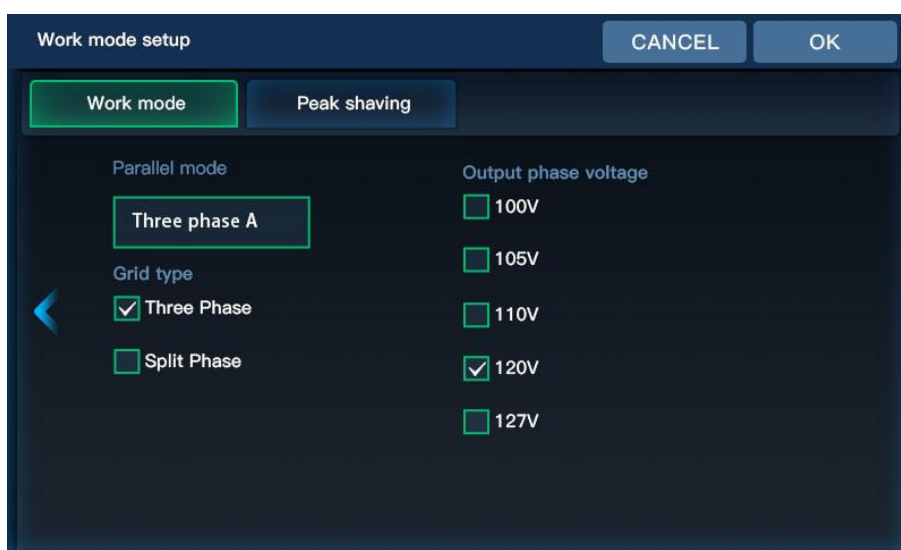 Work mode setup
CANCEL
OK
Work mode
Peak shaving
Parallel mode
Three phase A
Grid type
Three Phase
Split Phase
Output phase voltage
100V
105V
110V
120V
127V